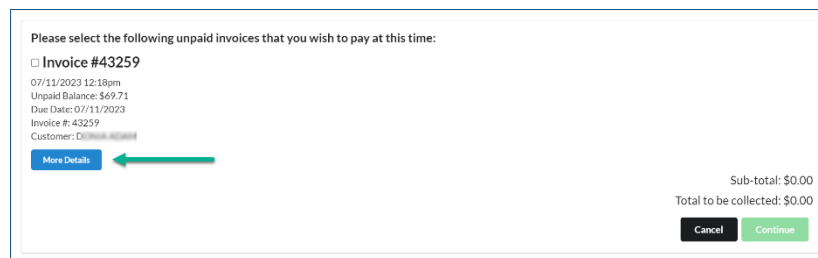 Please select the following unpaid invoices that you wish to pay at this time:
Invoice #43259
07/11/2023 12:18pm
Unpaid Balance: $69.71
Due Date: 07/11/2023
Invoice #: 43259
Customer:
More Details
Sub-total: $0.00
Total to be collected: $0.00
Cancel Continue